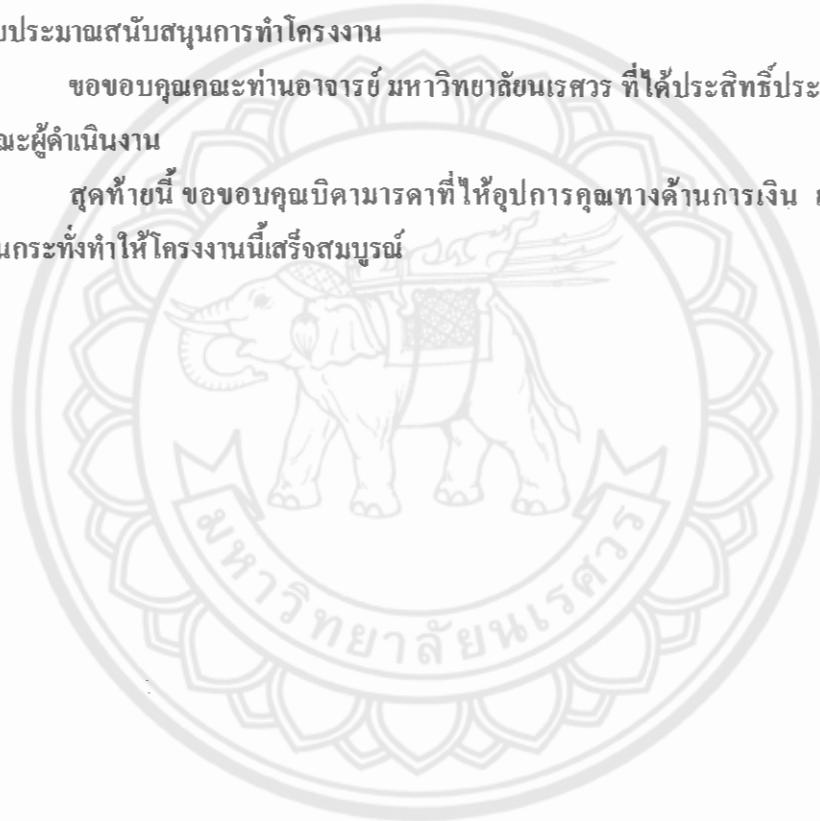 ประมาณสนับสนุนการทำโครงงาน
ขอขอบคุณคณะท่านอาจารย์ มหาวิทยาลัยนเรศวร ที่ได้ประสิทธิ์ประ
ณะผู้ดำเนินงาน
สุดท้ายนี้ ขอขอบคุณบิดามารดาที่ให้อุปการคุณทางด้านการเงิน
นกระทั่งทำให้โครงงานนี้เสร็จสมบูรณ์
มหาวิทยาลัยนเรศวร